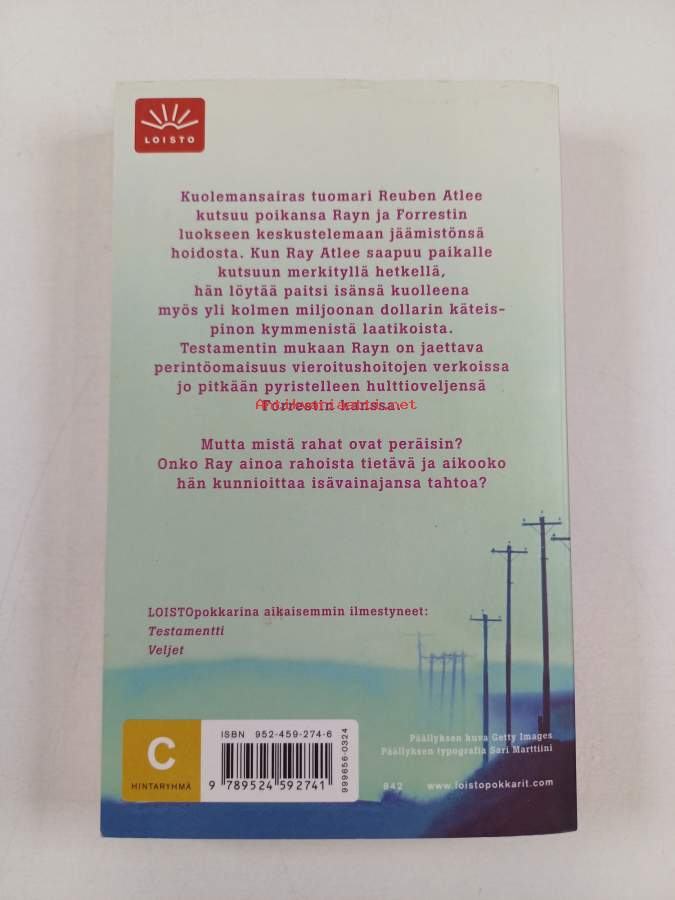 LOISTO
Kuolemansairas tuomari Reuben Atlee
kutsuu poikansa Rayn ja Forrestin
luokseen keskustelemaan jäämistönsä
hoidosta. Kun Ray Atlee saapuu paikalle
kutsuun merkityllä hetkellä,
hän löytää paitsi isänsä kuolleena
myös yli kolmen miljoonan dollarin käteis-
pinon kymmenistä laatikoista.
Testamentin mukaan Rayn on jaettava
perintöomaisuus vieroitushoitojen verkoissa
jo pitkään pyristelleen hulttioveljensä
Forrestin kanssa.
Antikvariaatti.net
Mutta mistä rahat ovat peräisin?
Onko Ray ainoa rahoista tietävä ja aikooko
hän kunnioittaa isävainajansa tahtoa?
LOISTOpokkarina aikaisemmin ilmestyneet:
Testamentti
Veljet
C
HINTARYHMÄ
ISBN 952-459-274-6
9 789524 592741
999656-0324
Päällyksen kuva Getty Images
Päällyksen typografia Sari Marttiini
842 www.loistopokkarit.com